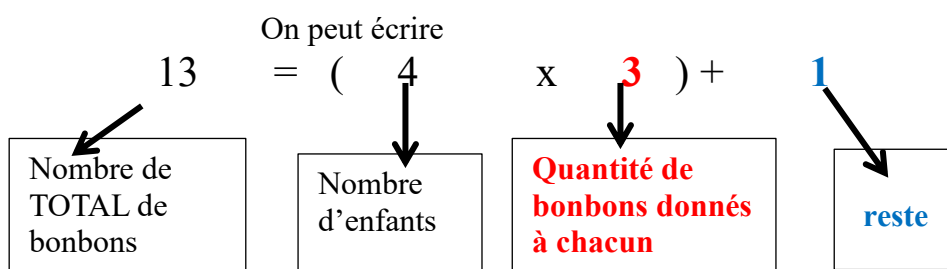 On peut écrire
13 = ( 4 x 3 ) + 1
Nombre de
TOTAL de
bonbons
Nombre
d’enfants
Quantité de
bonbons donnés
à chacun
reste